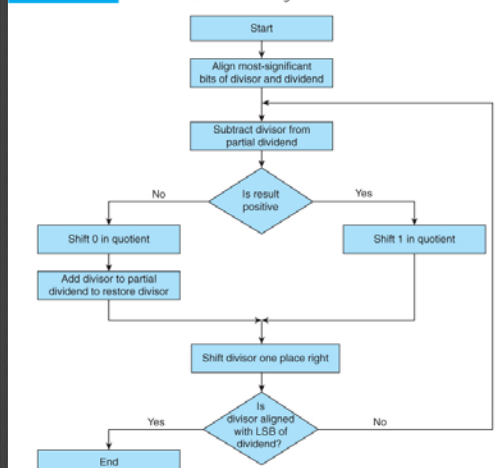 Start
Align most-significant
bits of divisor and dividend
Subtract divisor from
partial dividend
Is result
positive
No
Yes
Shift 0 in quotient
Shift 1 in quotient
Add divisor to partial
dividend to restore divisor
Shift divisor one place right
Is
divisor aligned
with LSB of
dividend?
Yes
No
End